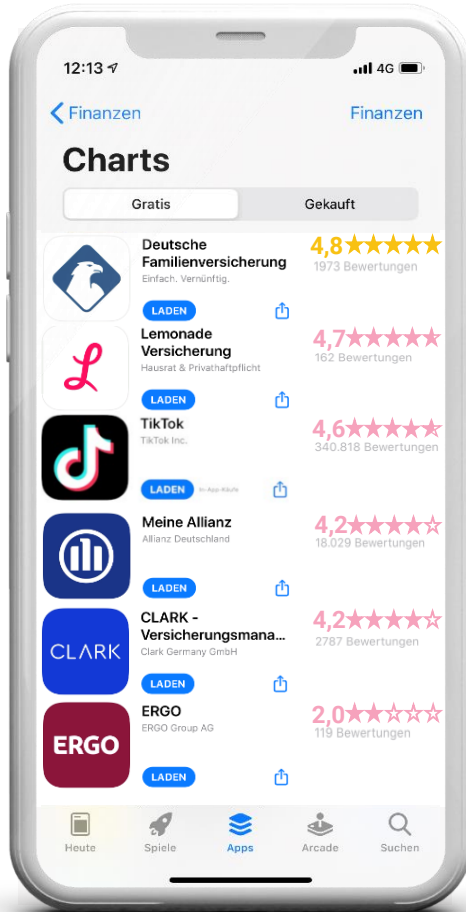 12:13
4G
Finanzen
Finanzen
Charts
Gratis
Gekauft
Deutsche
Familienversicherung
Einfach. Vernünftig.
4,8★★★★★
1973 Bewertungen
LADEN
Lemonade
Versicherung
Hausrat & Privathaftpflicht
4,7★★★★★
162 Bewertungen
LADEN
TikTok
TikTok Inc.
4,6★★★★★
340.818 Bewertungen
LADEN
In-App-Käufe
Meine Allianz
Allianz Deutschland
4,2★★★★☆
18.029 Bewertungen
LADEN
CLARK
CLARK -
Versicherungsmana...
Clark Germany GmbH
4,2★★★★☆
2787 Bewertungen
LADEN
ERGO
ERGO
ERGO Group AG
2,0★★☆☆☆
119 Bewertungen
LADEN
Heute
Spiele
Apps
Arcade
Suchen